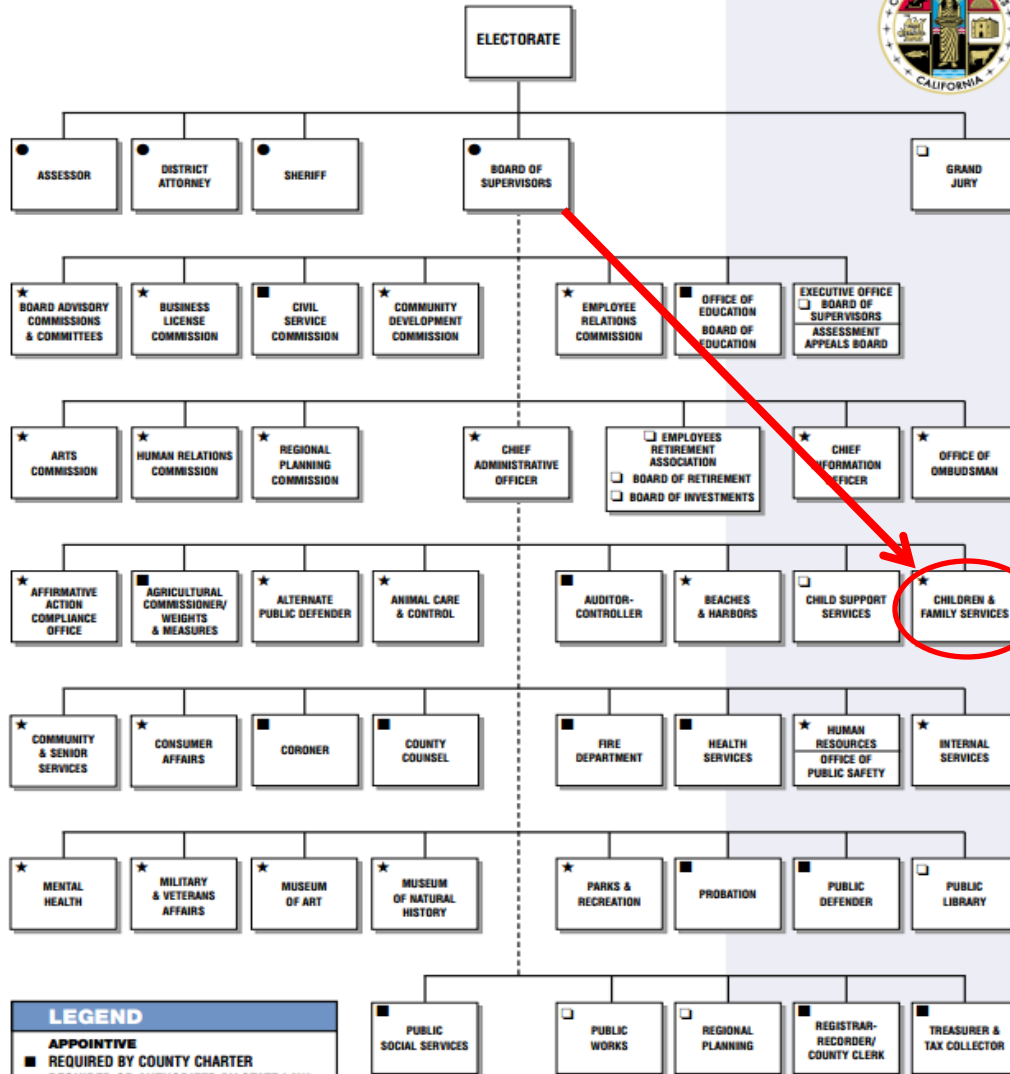 ELECTORATE
CALIFORNIA
ASSESSOR
DISTRICT
ATTORNEY
SHERIFF
BOARD OF
SUPERVISORS
GRAND
JURY
BOARD ADVISORY
COMMISSIONS
& COMMITTEES
BUSINESS
LICENSE
COMMISSION
CIVIL
SERVICE
COMMISSION
COMMUNITY
DEVELOPMENT
COMMISSION
EMPLOYEE
RELATIONS
COMMISSION
OFFICE OF
EDUCATION
BOARD OF
EDUCATION
EXECUTIVE OFFICE
BOARD OF
SUPERVISORS
ASSESSMENT
APPEALS BOARD
ARTS
COMMISSION
HUMAN RELATIONS
COMMISSION
REGIONAL
PLANNING
COMMISSION
CHIEF
ADMINISTRATIVE
OFFICER
EMPLOYEES
RETIREMENT
ASSOCIATION
BOARD OF RETIREMENT
BOARD OF INVESTMENTS
CHIEF
INFORMATION
OFFICER
OFFICE OF
OMBUDSMAN
AFFIRMATIVE
ACTION
COMPLIANCE
OFFICE
AGRICULTURAL
COMMISSIONER/
WEIGHTS
& MEASURES
ALTERNATE
PUBLIC DEFENDER
ANIMAL CARE
& CONTROL
AUDITOR-
CONTROLLER
BEACHES
& HARBORS
CHILD SUPPORT
SERVICES
CHILDREN &
FAMILY SERVICES
COMMUNITY
& SENIOR
SERVICES
CONSUMER
AFFAIRS
CORONER
COUNTY
COUNSEL
FIRE
DEPARTMENT
HEALTH
SERVICES
HUMAN
RESOURCES
OFFICE OF
PUBLIC SAFETY
INTERNAL
SERVICES
MENTAL
HEALTH
MILITARY
& VETERANS
AFFAIRS
MUSEUM
OF ART
MUSEUM
OF NATURAL
HISTORY
PARKS &
RECREATION
PROBATION
PUBLIC
DEFENDER
PUBLIC
LIBRARY
PUBLIC
SOCIAL SERVICES
PUBLIC
WORKS
REGIONAL
PLANNING
REGISTRAR-
RECORDER/
COUNTY CLERK
TREASURER &
TAX COLLECTOR
LEGEND
APPOINTIVE
REQUIRED BY COUNTY CHARTER